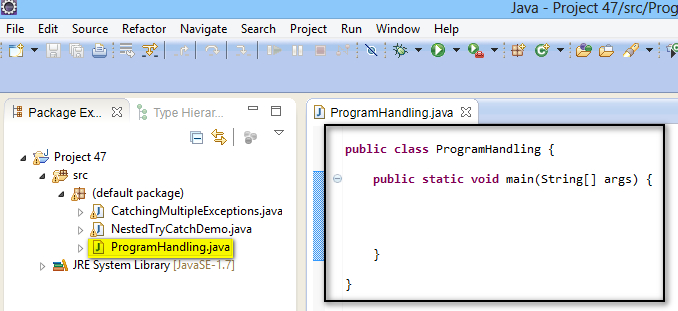 Java - Project 47/src/Prog
File Edit Source Refactor Navigate Search Project Run Window Help
Package Ex...
Type Hierar...
ProgramHandling.java
Project 47
src
(default package)
CatchingMultipleExceptions.java
NestedTryCatchDemo.java
ProgramHandling.java
JRE System Library [JavaSE-1.7]
public class ProgramHandling {
public static void main(String[] args) {
}
}